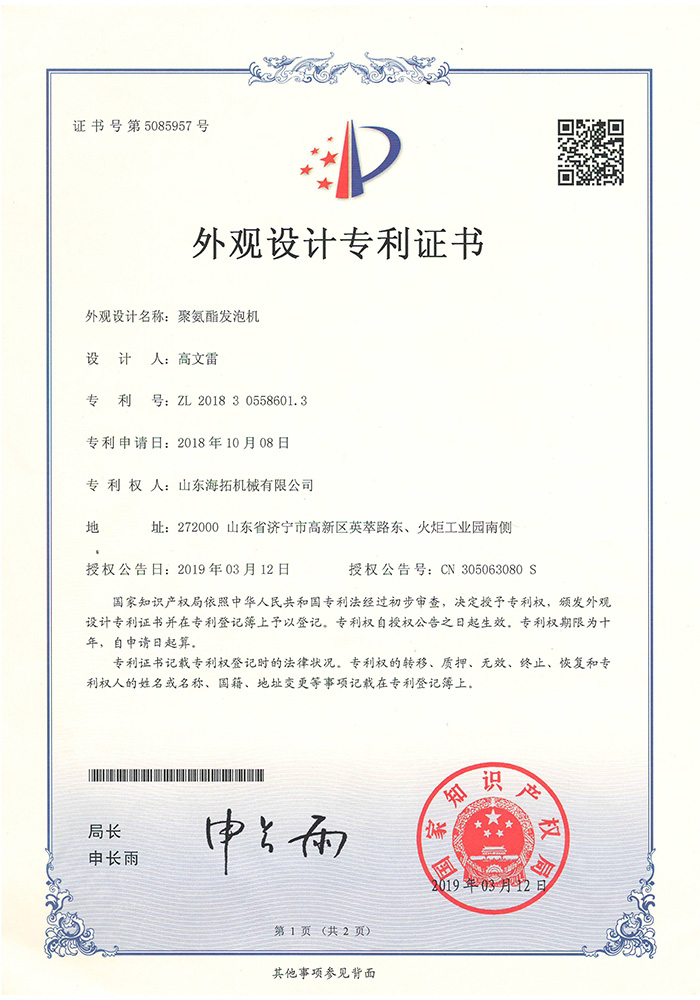 证书号第5085957号
外观设计专利证书
外观设计名称：聚氨酯发泡机
设 计 人：高文雷
专 利 号：ZL 2018 3 0558601.3
专利申请日：2018年10月08日
专 利 权 人：山东海拓机械有限公司
地 址：272000 山东省济宁市高新区英萃路东、火炬工业园南侧
授权公告日：2019年03月12日 授权公告号：CN 305063080 S
国家知识产权局依照中华人民共和国专利法经过初步审查，决定授予专利权，颁发外观
设计专利证书并在专利登记簿上予以登记。专利权自授权公告之日起生效。专利权期限为十
年，自申请日起算。
专利证书记载专利权登记时的法律状况。专利权的转移、质押、无效、终止、恢复和专
利权人的姓名或名称、国籍、地址变更等事项记载在专利登记簿上。
局长
申长雨
申长雨
国家知识产权局
2019年03月12日
第 1 页 （共 2 页）
其他事项参见背面